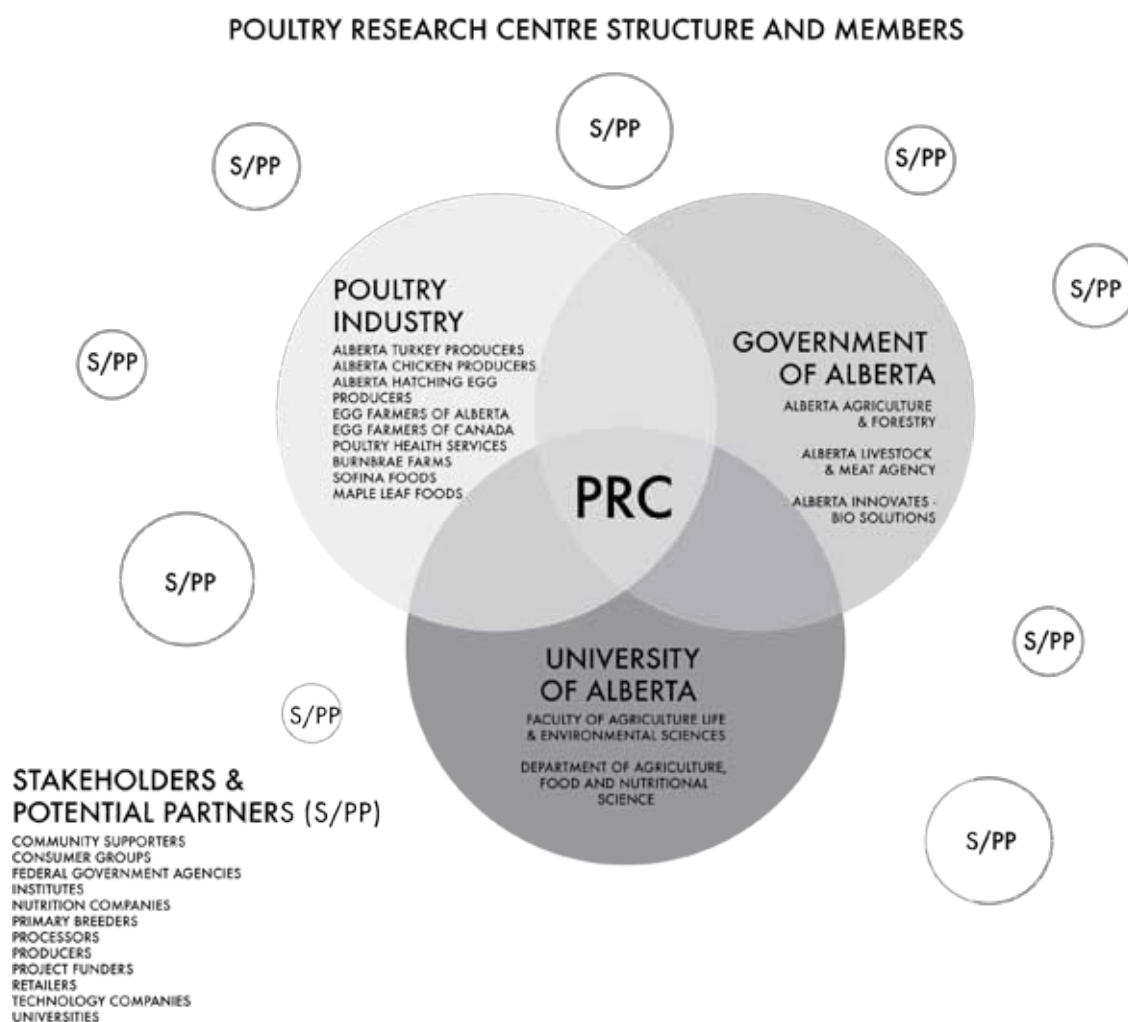 POULTRY RESEARCH CENTRE STRUCTURE AND MEMBERS
S/PP
S/PP
S/PP
S/PP
S/PP
POULTRY
INDUSTRY
ALBERTA TURKEY PRODUCERS
ALBERTA CHICKEN PRODUCERS
ALBERTA HATCHING EGG
PRODUCERS
EGG FARMERS OF ALBERTA
EGG FARMERS OF CANADA
POULTRY HEALTH SERVICES
BURNBRAE FARMS
SOFINA FOODS
MAPLE LEAF FOODS
GOVERNMENT
OF ALBERTA
ALBERTA AGRICULTURE
& FORESTRY
ALBERTA LIVESTOCK
& MEAT AGENCY
ALBERTA INNOVATES -
BIO SOLUTIONS
PRC
S/PP
S/PP
UNIVERSITY
OF ALBERTA
FACULTY OF AGRICULTURE LIFE
& ENVIRONMENTAL SCIENCES
DEPARTMENT OF AGRICULTURE,
FOOD AND NUTRITIONAL
SCIENCE
S/PP
S/PP
STAKEHOLDERS &
POTENTIAL PARTNERS (S/PP)
COMMUNITY SUPPORTERS
CONSUMER GROUPS
FEDERAL GOVERNMENT AGENCIES
INSTITUTES
NUTRITION COMPANIES
PRIMARY BREEDERS
PROCESSORS
PRODUCERS
PROJECT FUNDERS
RETAILERS
TECHNOLOGY COMPANIES
UNIVERSITIES